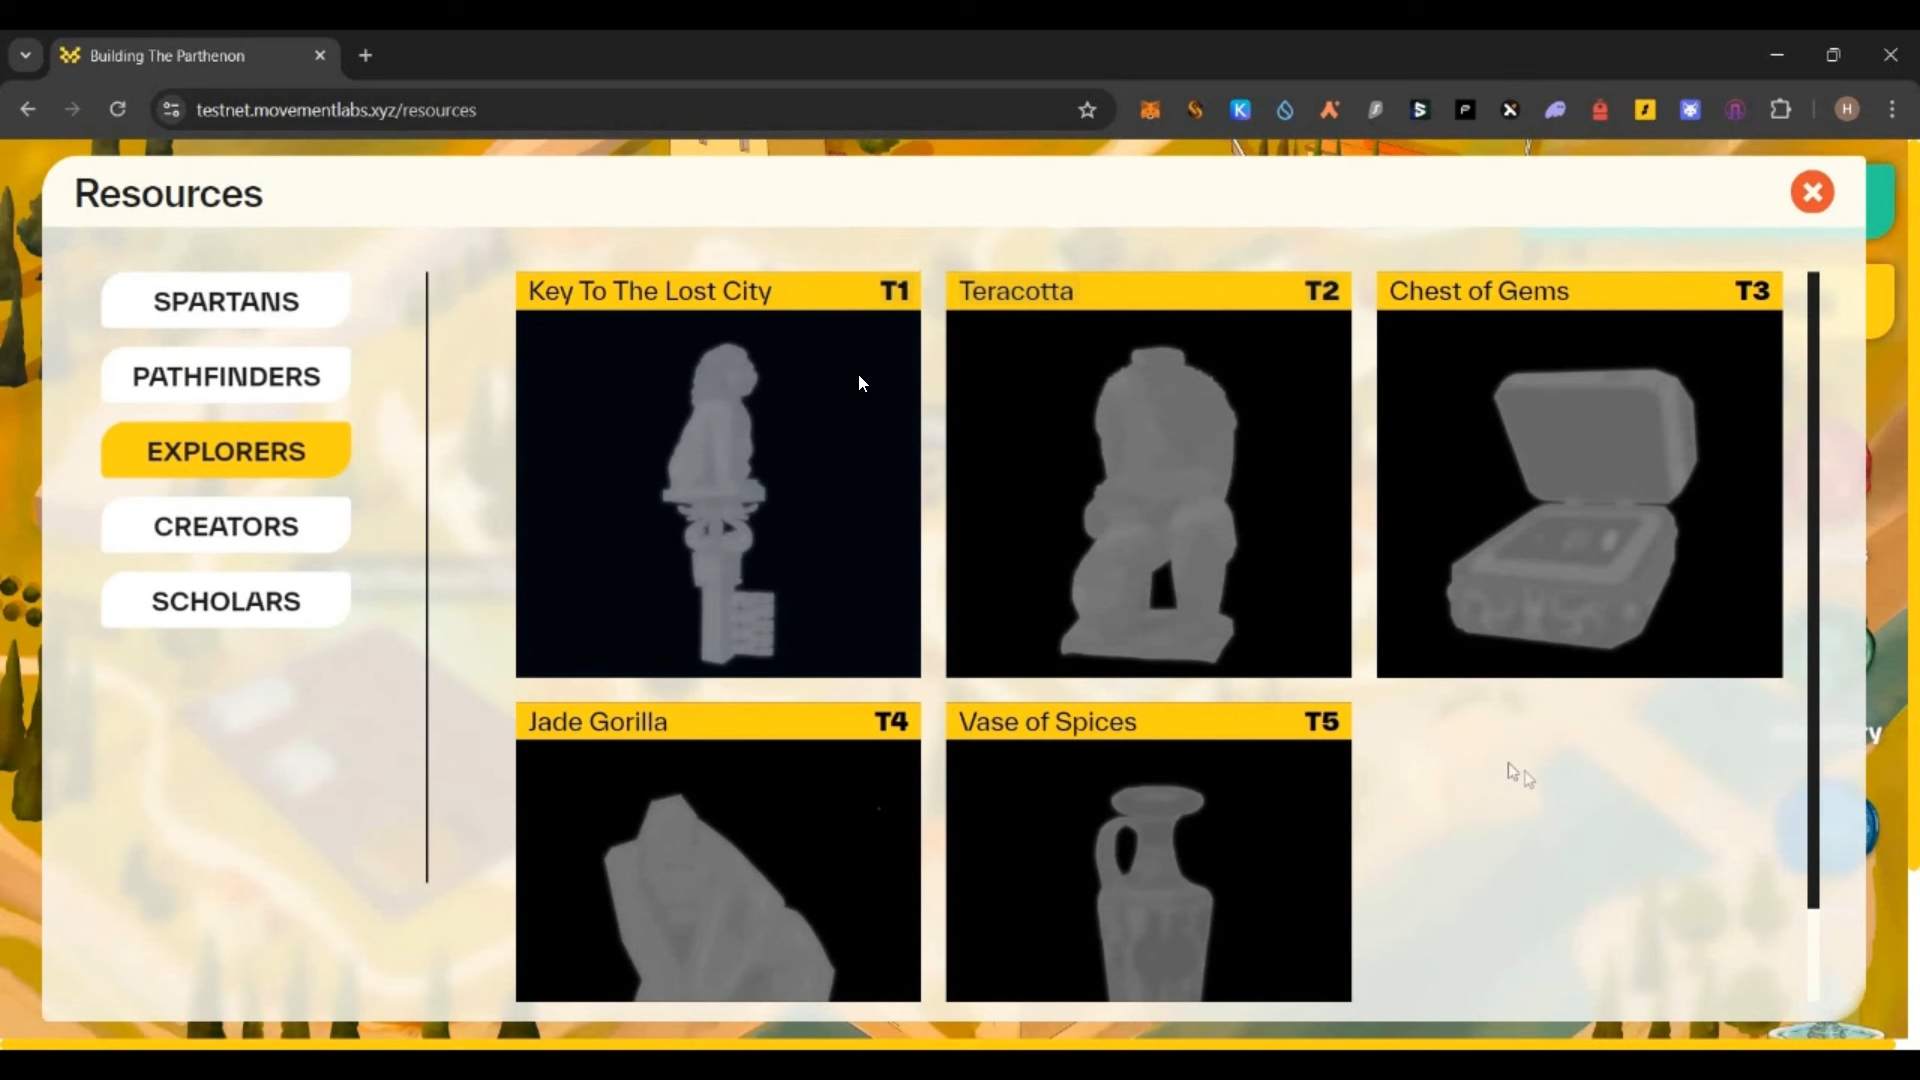 Building The Parthenon
testnet.movementlabs.xyz/resources
H
Resources
SPARTANS
PATHFINDERS
EXPLORERS
CREATORS
SCHOLARS
Key To The Lost City T1
Teracotta T2
Chest of Gems T3
Jade Gorilla T4
Vase of Spices T5